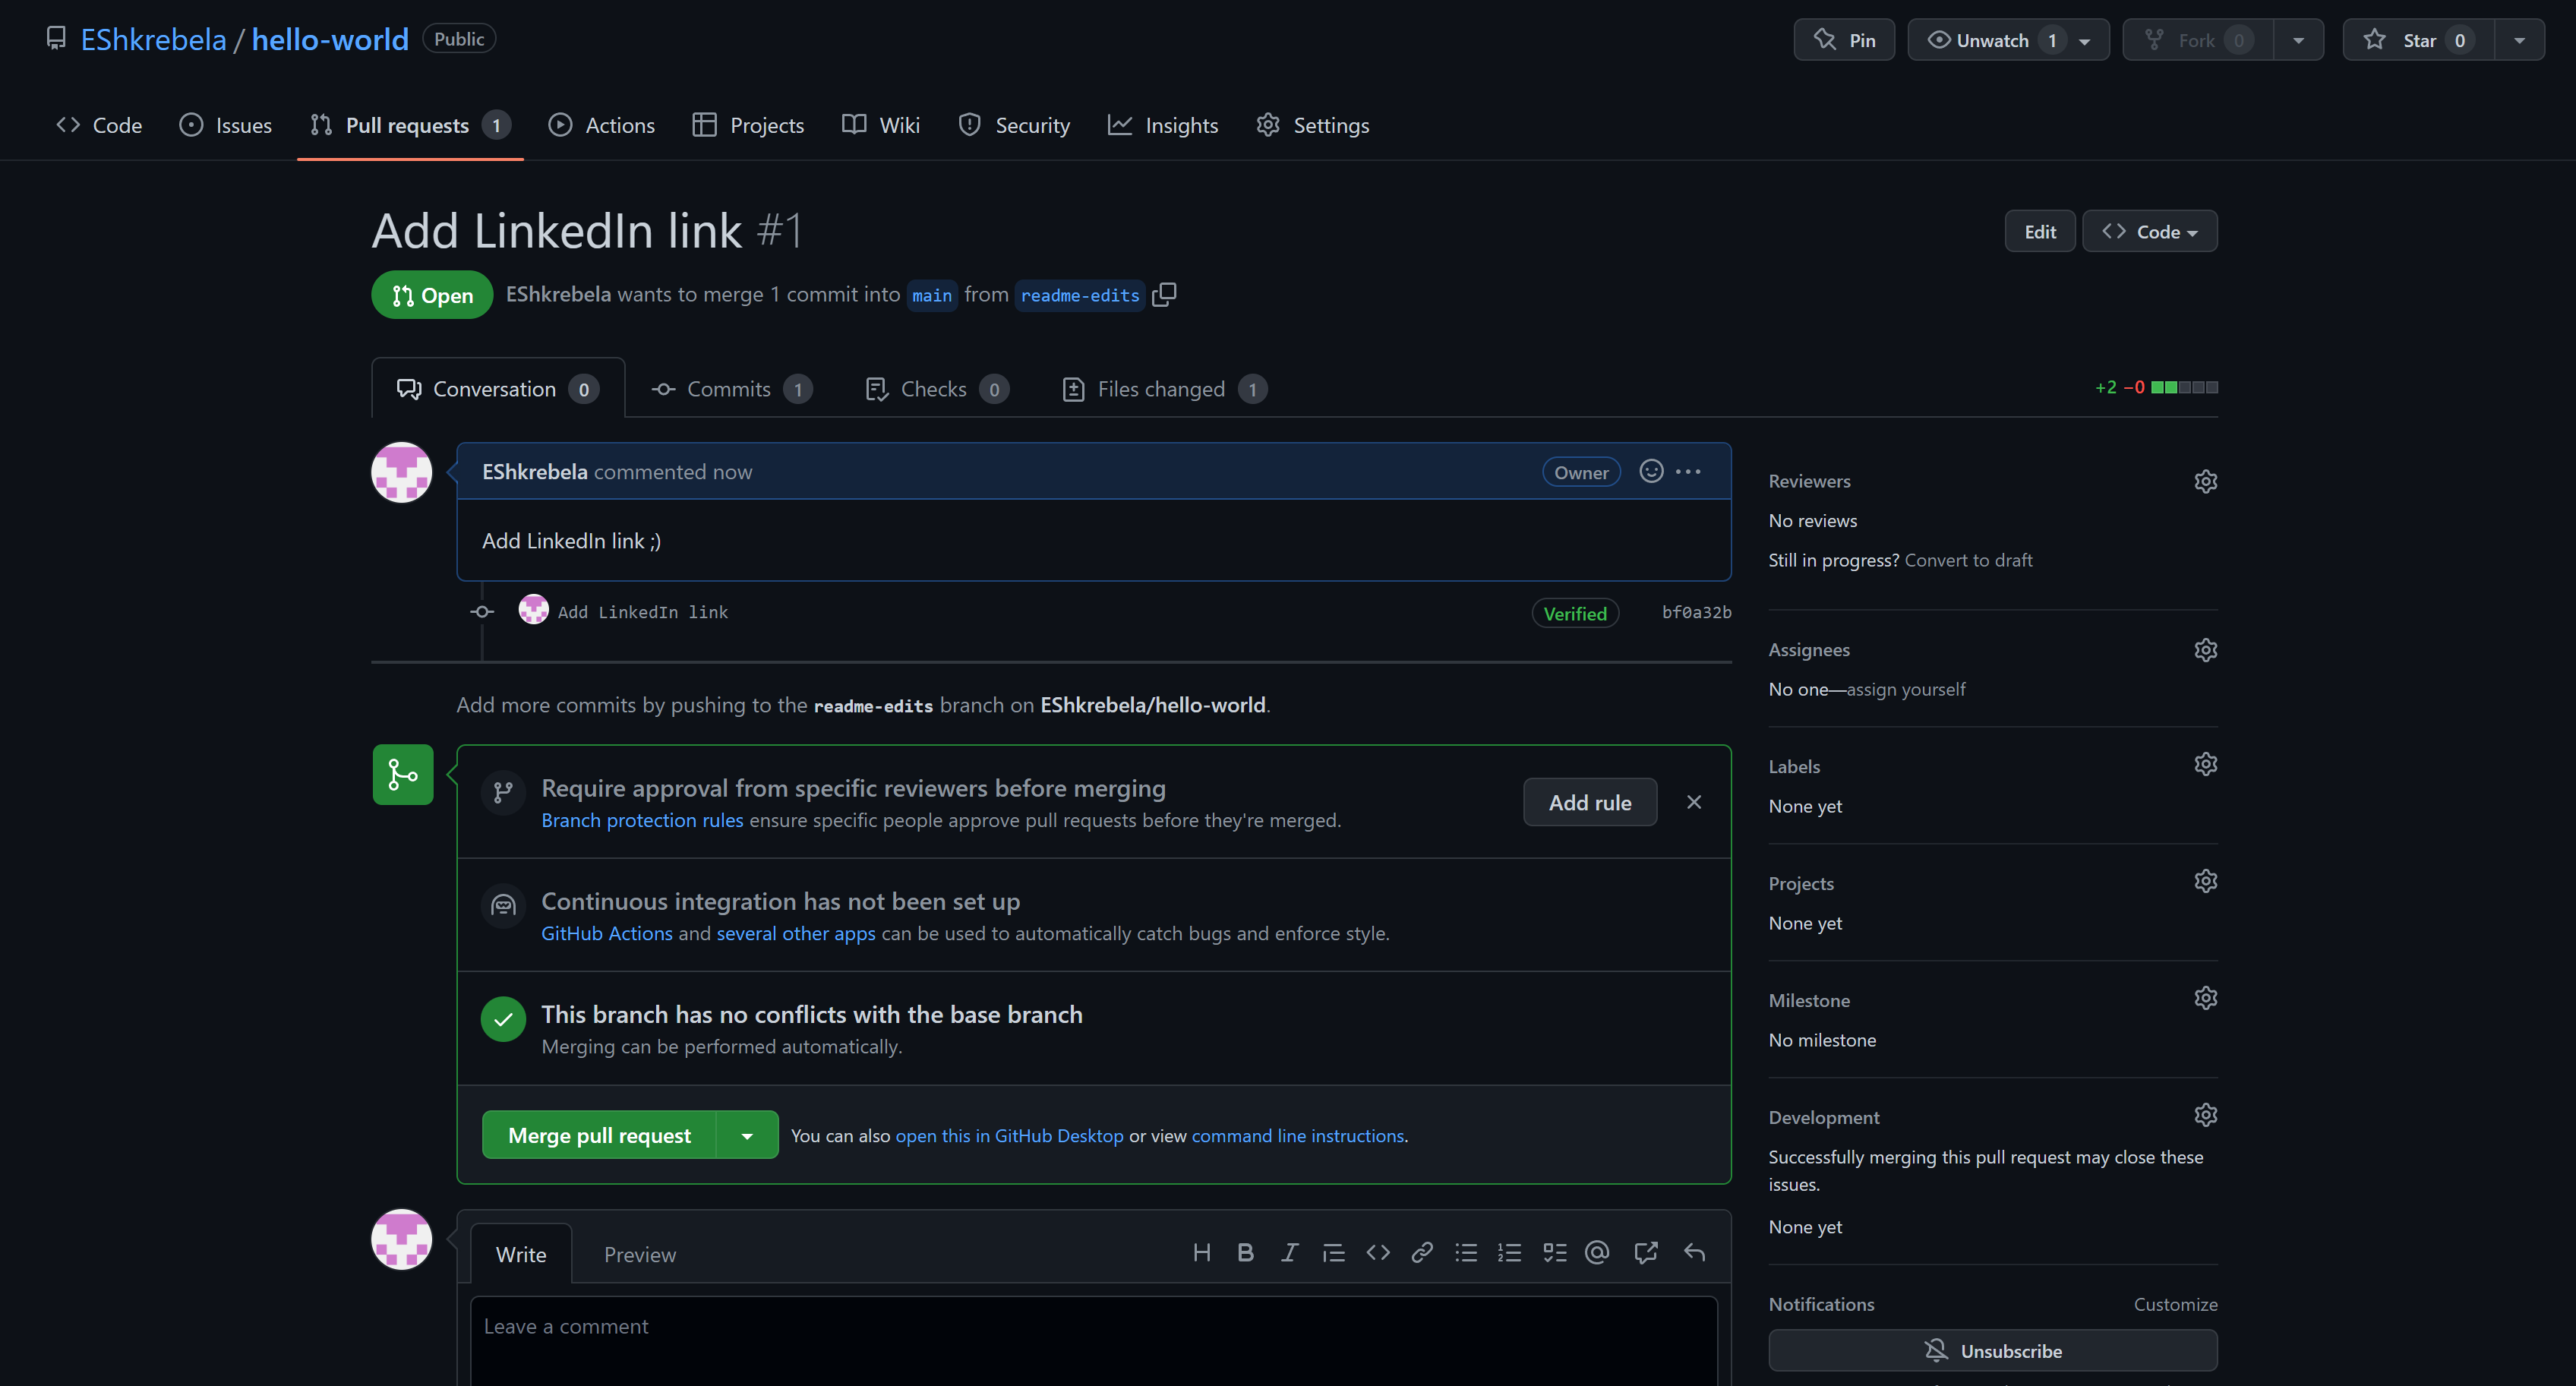 EShkrebela / hello-world Public
Pin Unwatch 1 Fork 0 Star 0
Code Issues Pull requests 1 Actions Projects Wiki Security Insights Settings
Add LinkedIn link #1
Edit Code
Open EShkrebela wants to merge 1 commit into main from readme-edits
Conversation 0 Commits 1 Checks 0 Files changed 1
+2 −0
EShkrebela commented now Owner
Add LinkedIn link ;)
Add LinkedIn link Verified bf0a32b
Add more commits by pushing to the readme-edits branch on EShkrebela/hello-world.
Require approval from specific reviewers before merging
Branch protection rules ensure specific people approve pull requests before they're merged.
Add rule
Continuous integration has not been set up
GitHub Actions and several other apps can be used to automatically catch bugs and enforce style.
This branch has no conflicts with the base branch
Merging can be performed automatically.
Merge pull request You can also open this in GitHub Desktop or view command line instructions.
Write Preview
Leave a comment
Reviewers
No reviews
Still in progress? Convert to draft
Assignees
No one—assign yourself
Labels
None yet
Projects
None yet
Milestone
No milestone
Development
Successfully merging this pull request may close these
issues.
None yet
Notifications Customize
Unsubscribe